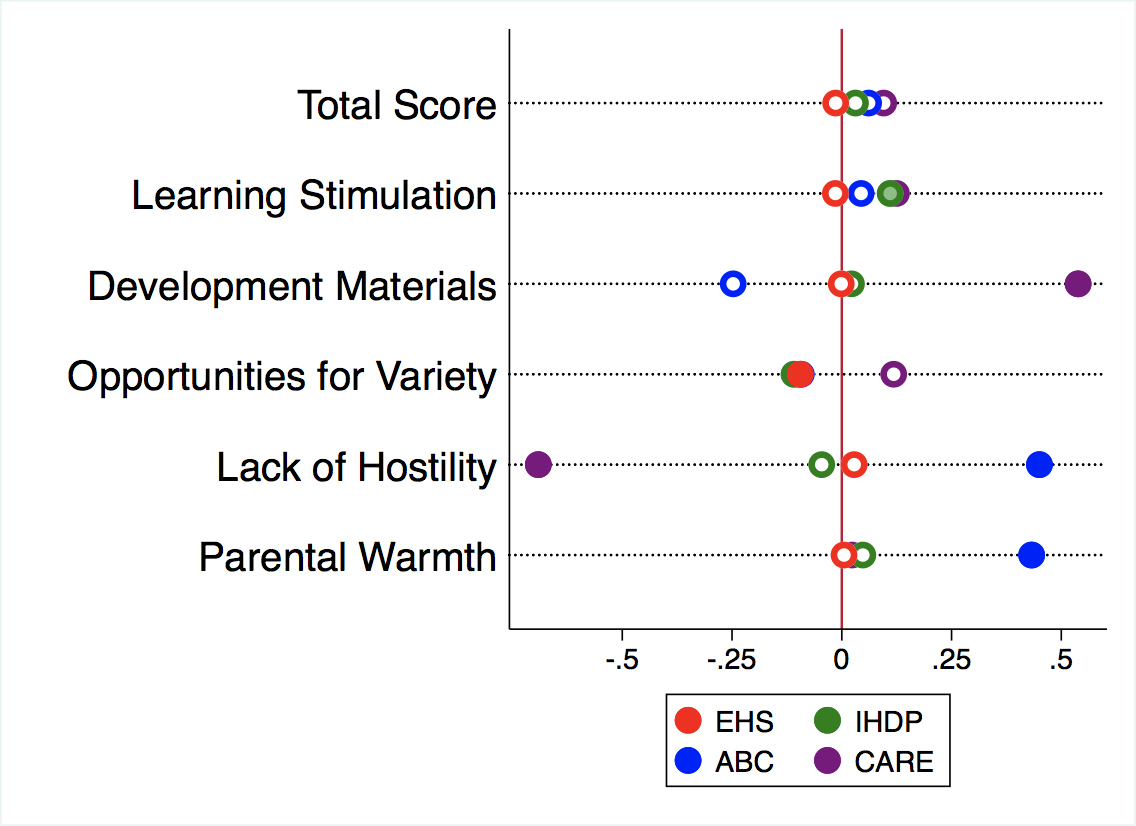 Total Score
Learning Stimulation
Development Materials
Opportunities for Variety
Lack of Hostility
Parental Warmth
-.5 -.25 0 .25 .5
EHS IHDP
ABC CARE